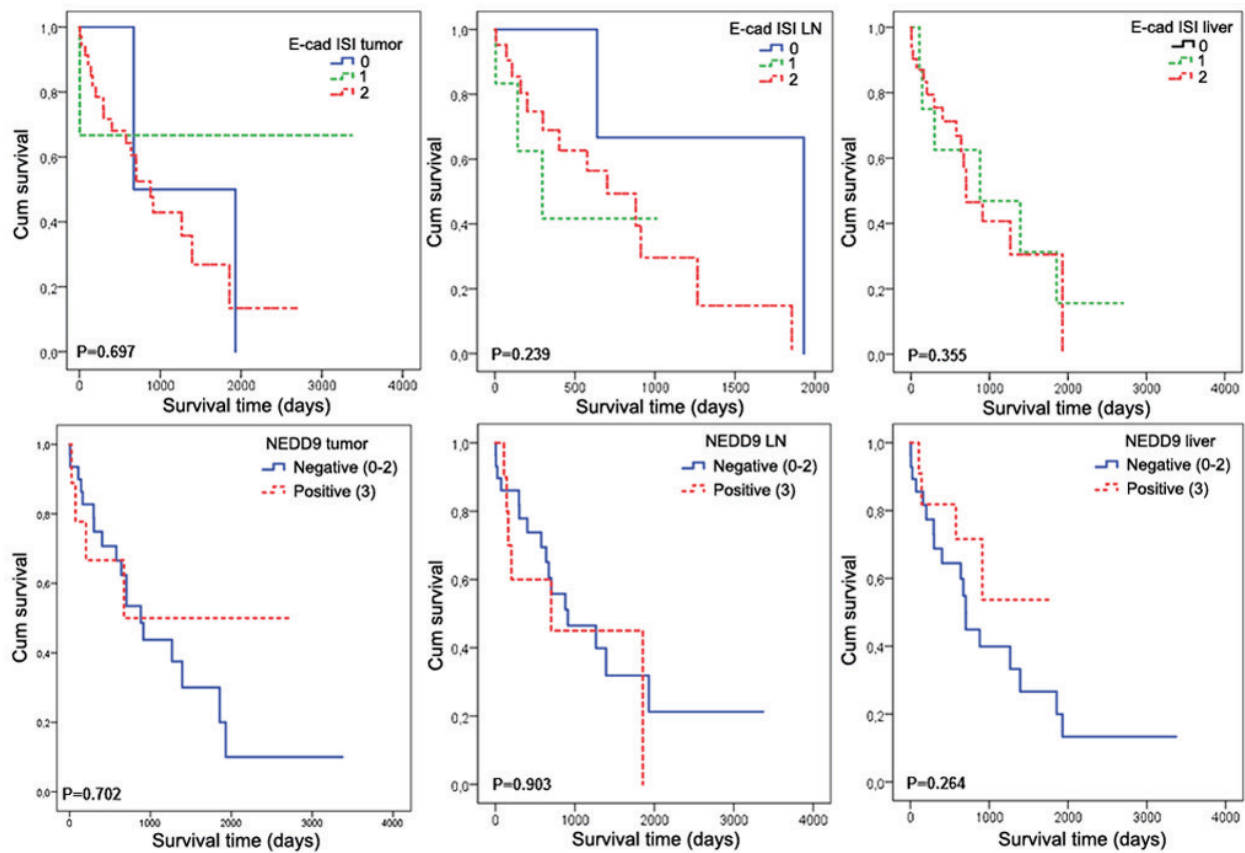 E-cad ISI tumor
0
1
2
1,0
0,8
0,6
0,4
0,2
0,0
Cum survival
P=0.697
0
1000
2000
3000
4000
Survival time (days)
E-cad ISI LN
0
1
2
1,0
0,8
0,6
0,4
0,2
0,0
Cum survival
P=0.239
0
500
1000
1500
2000
Survival time (days)
E-cad ISI liver
0
1
2
1,0
0,8
0,6
0,4
0,2
0,0
Cum survival
P=0.355
0
1000
2000
3000
4000
Survival time (days)
NEDD9 tumor
Negative (0-2)
Positive (3)
1,0
0,8
0,6
0,4
0,2
0,0
Cum survival
P=0.702
0
1000
2000
3000
4000
Survival time (days)
NEDD9 LN
Negative (0-2)
Positive (3)
1,0
0,8
0,6
0,4
0,2
0,0
Cum survival
P=0.903
0
1000
2000
3000
4000
Survival time (days)
NEDD9 liver
Negative (0-2)
Positive (3)
1,0
0,8
0,6
0,4
0,2
0,0
Cum survival
P=0.264
0
1000
2000
3000
4000
Survival time (days)